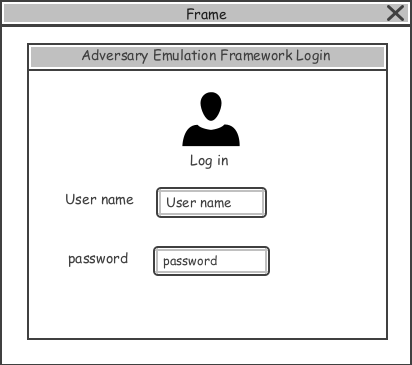 Frame
Adversary Emulation Framework Login
Log in
User name User name
password password